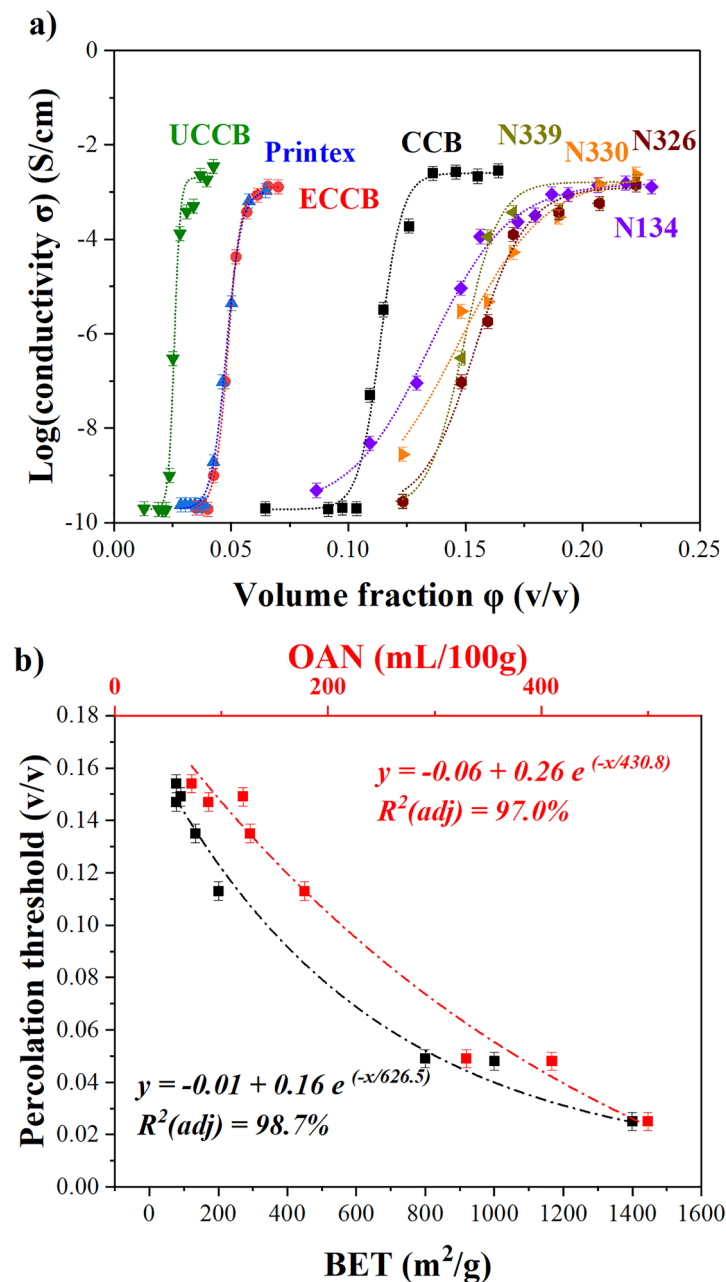 a)
Log(conductivity σ) (S/cm)
0
-2
-4
-6
-8
-10
UCCB
Printex
ECCB
CCB
N339
N330
N326
N134
0.00 0.05 0.10 0.15 0.20 0.25
Volume fraction φ (v/v)
b)
OAN (mL/100g)
0 200 400
Percolation threshold (v/v)
0.18
0.16
0.14
0.12
0.10
0.08
0.06
0.04
0.02
0.00
y = -0.06 + 0.26 e (-x/430.8)
R²(adj) = 97.0%
y = -0.01 + 0.16 e (-x/626.5)
R²(adj) = 98.7%
0 200 400 600 800 1000 1200 1400 1600
BET (m²/g)